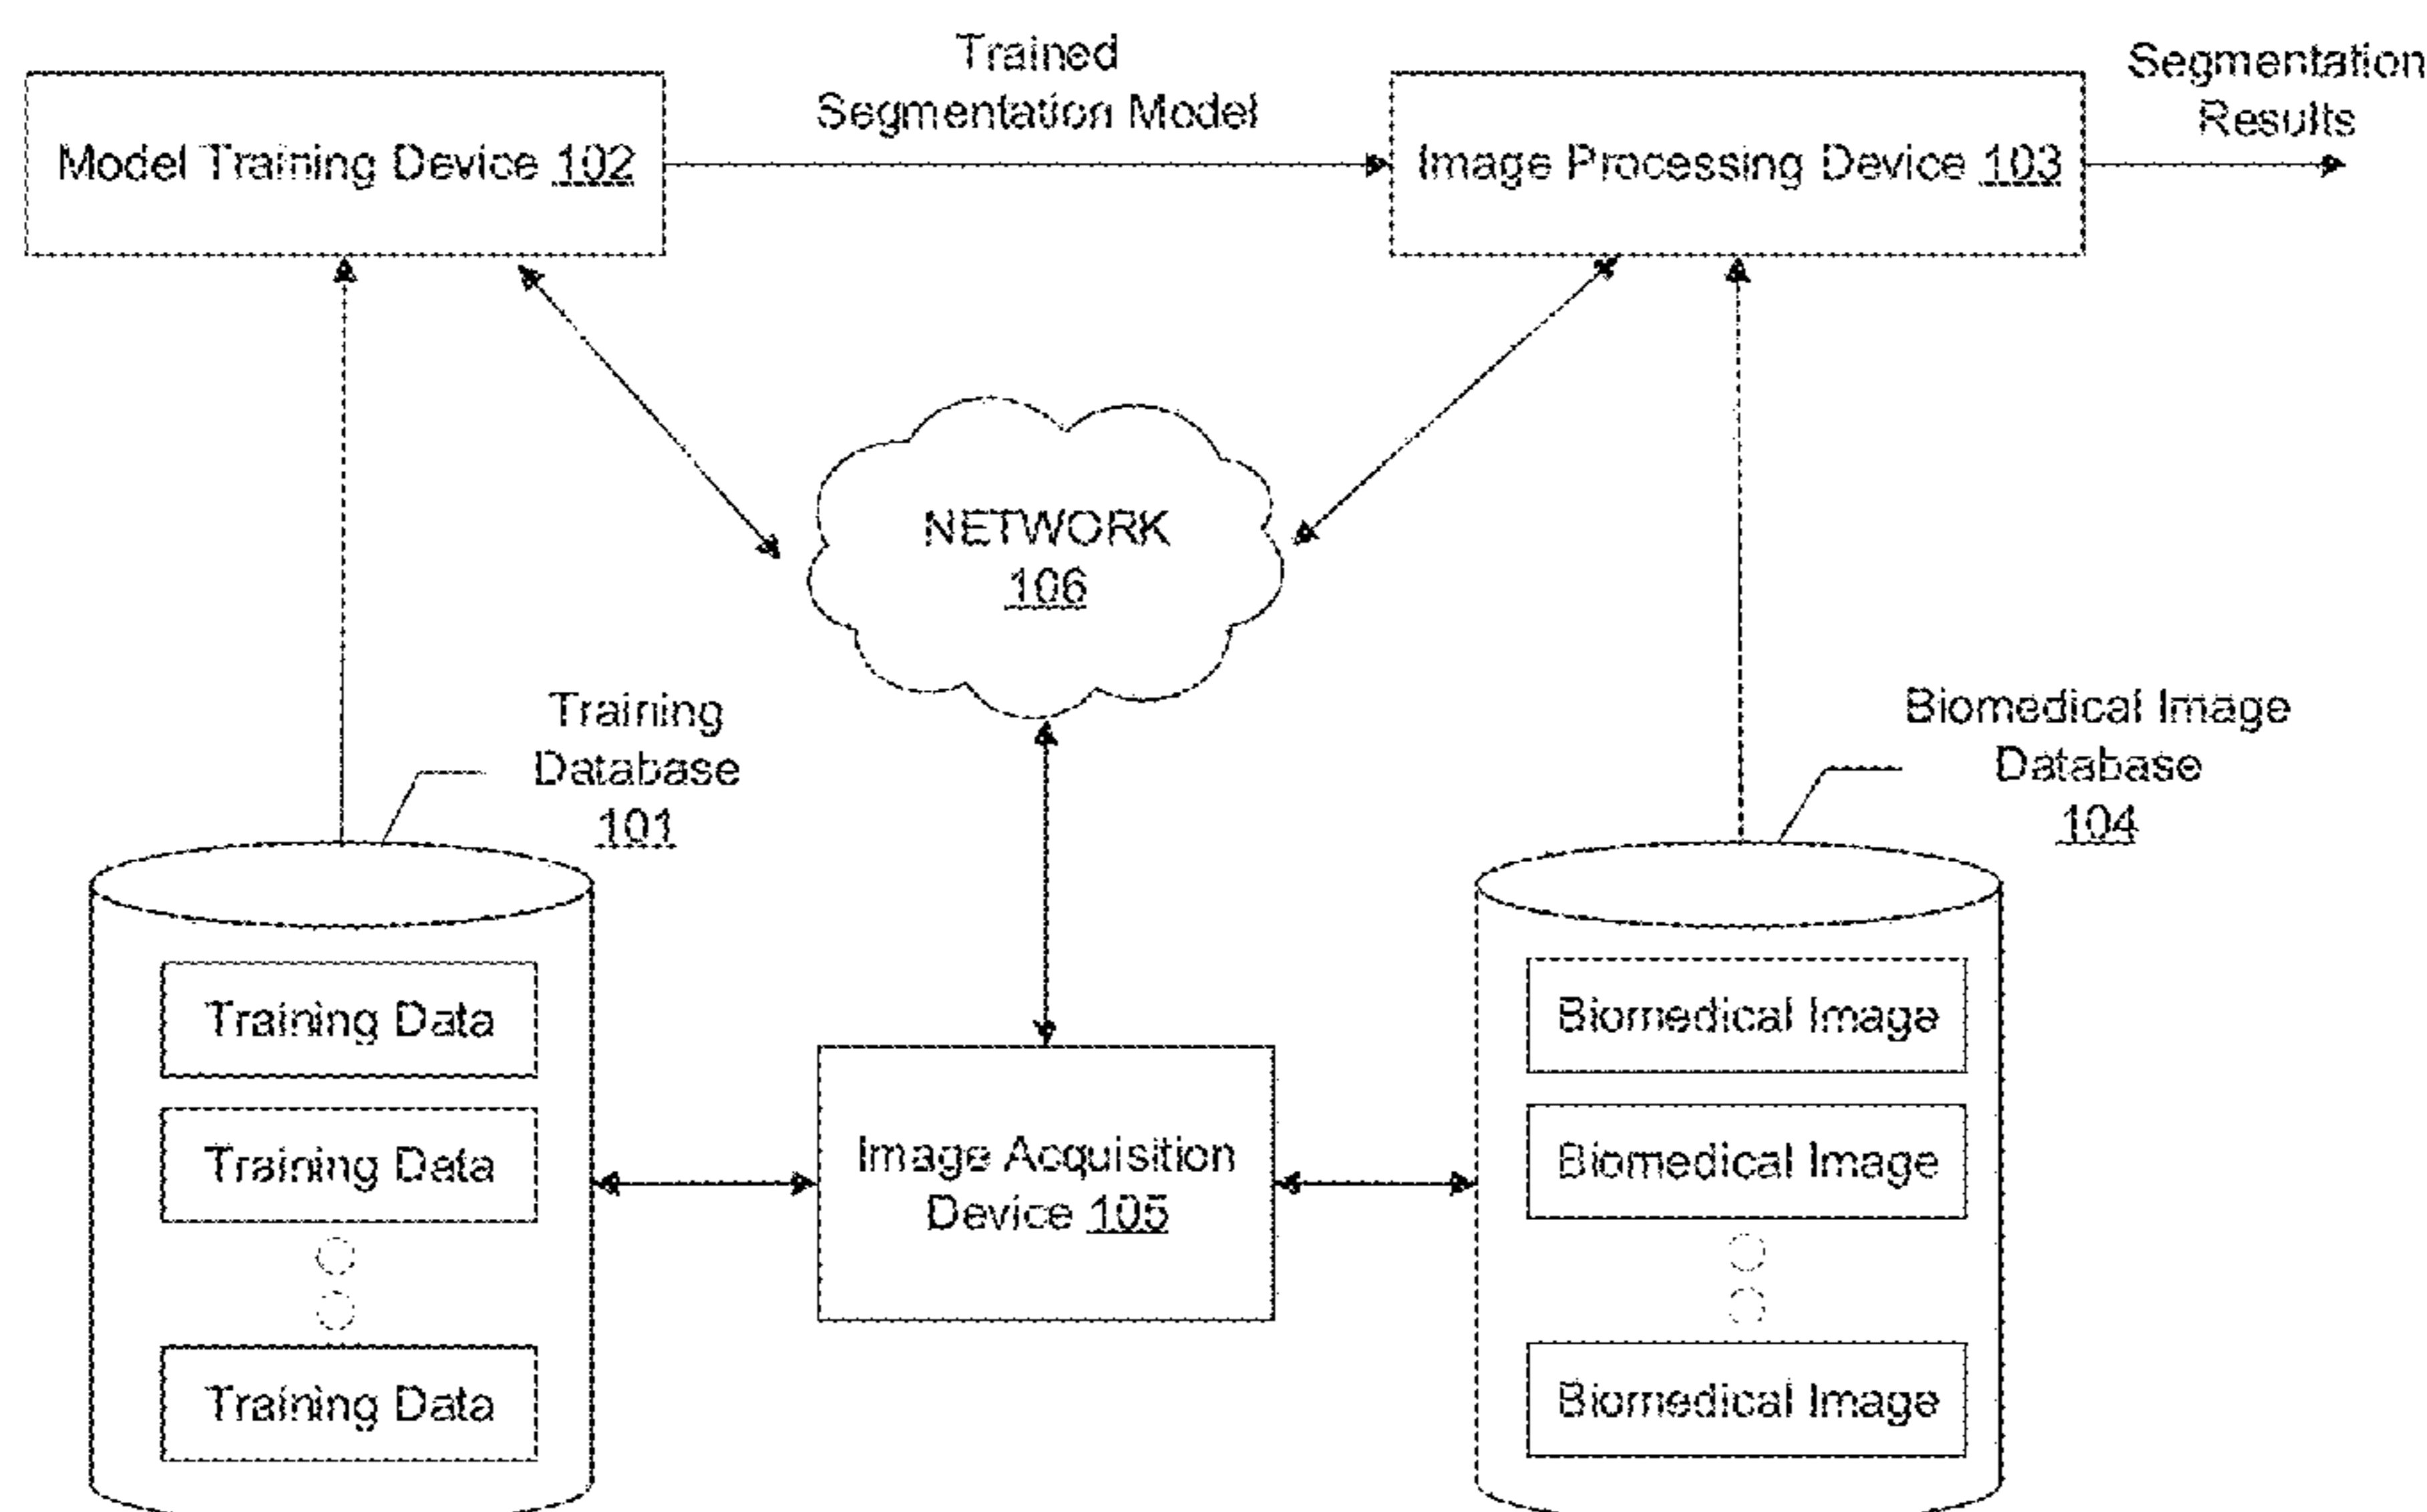 Trained
Segmentation Model
Segmentation
Results
Model Training Device 102
Image Processing Device 103
NETWORK
106
Training
Database
101
Biomedical Image
Database
104
Training Data
Training Data
Training Data
Image Acquisition
Device 105
Biomedical Image
Biomedical Image
Biomedical Image